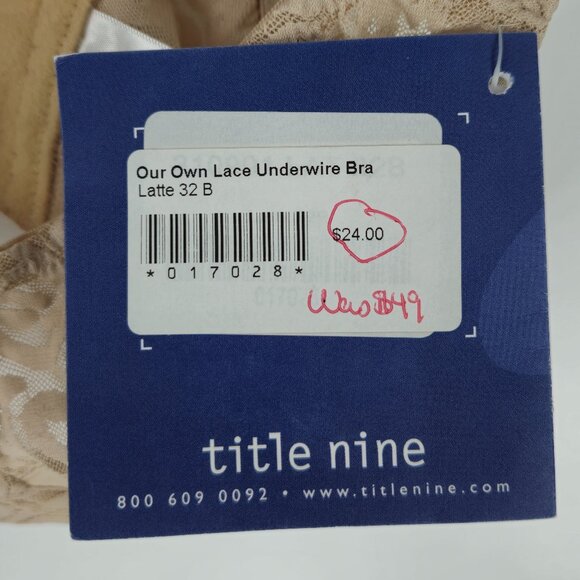 Our Own Lace Underwire Bra
Latte 32 B
$24.00
*017028*
Was $49
title nine
800 609 0092 • www.titlenine.com